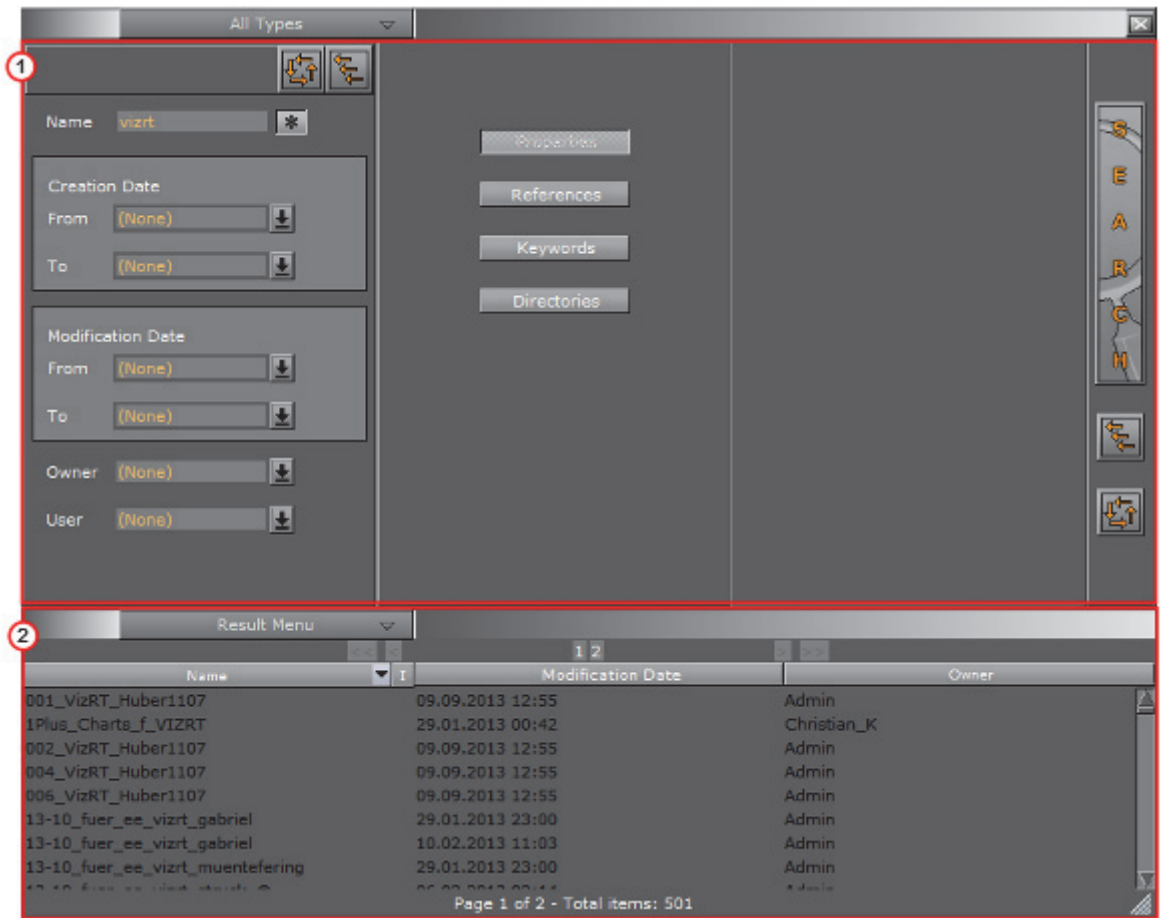 All Types
1
Name vizrt *
Creation Date
From (None)
To (None)
Modification Date
From (None)
To (None)
Owner (None)
User (None)
Properties
References
Keywords
Directories
S
E
A
R
C
H
2
Result Menu
<< < 1 2 > >>
Name I Modification Date Owner
001_VizRT_Huber1107 09.09.2013 12:55 Admin
1Plus_Charts_f_VIZRT 29.01.2013 00:42 Christian_K
002_VizRT_Huber1107 09.09.2013 12:55 Admin
004_VizRT_Huber1107 09.09.2013 12:55 Admin
006_VizRT_Huber1107 09.09.2013 12:55 Admin
13-10_fuer_ee_vizrt_gabriel 29.01.2013 23:00 Admin
13-10_fuer_ee_vizrt_gabriel 10.02.2013 11:03 Admin
13-10_fuer_ee_vizrt_muentefering 29.01.2013 23:00 Admin
Page 1 of 2 - Total items: 501